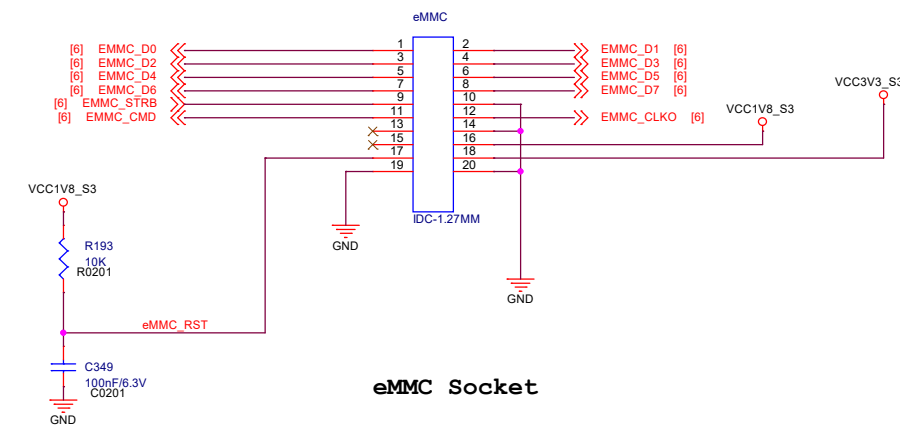 eMMC
[6] EMMC_D0 1 2 EMMC_D1 [6]
[6] EMMC_D2 3 4 EMMC_D3 [6]
[6] EMMC_D4 5 6 EMMC_D5 [6]
[6] EMMC_D6 7 8 EMMC_D7 [6]
[6] EMMC_STRB 9 10
[6] EMMC_CMD 11 12 EMMC_CLKO [6]
13 14
15 16
17 18
19 20
VCC3V3_S3
VCC1V8_S3
IDC-1.27MM
GND
GND
VCC1V8_S3
R193
10K
R0201
eMMC_RST
C349
100nF/6.3V
C0201
GND
eMMC Socket